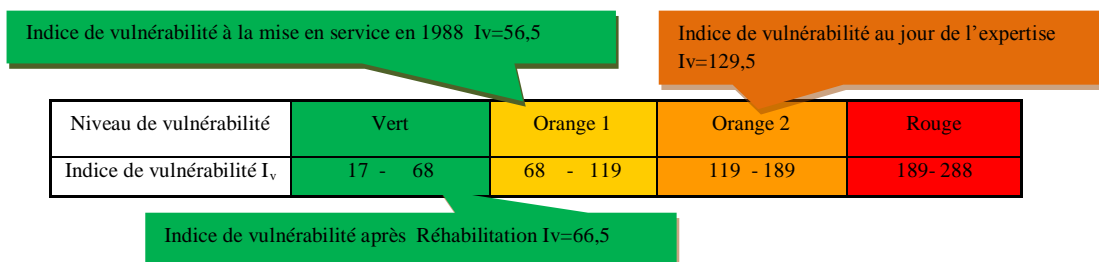 Indice de vulnérabilité à la mise en service en 1988 Iv=56,5
Indice de vulnérabilité au jour de l’expertise
Iv=129,5
Niveau de vulnérabilité Vert Orange 1 Orange 2 Rouge
Indice de vulnérabilité Iv 17 - 68 68 - 119 119 -189 189- 288
Indice de vulnérabilité après Réhabilitation Iv=66,5